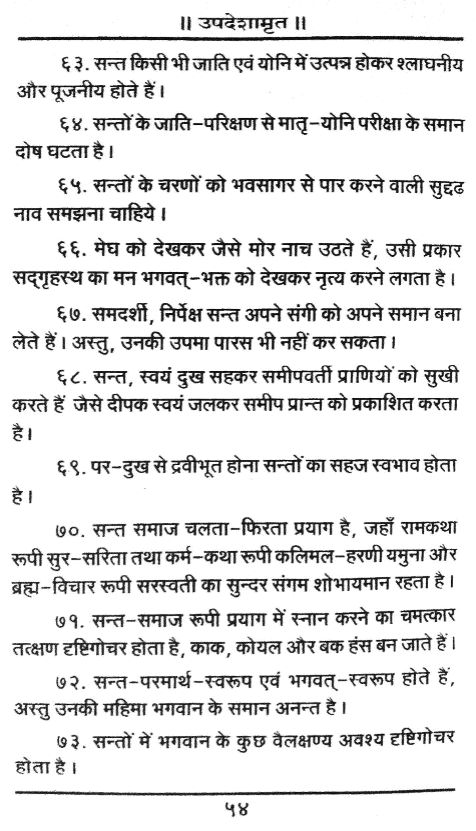 ॥ उपदेशामृत ॥
६३. सन्त किसी भी जाति एवं योनि में उत्पन्न होकर श्लाघनीय
और पूजनीय होते हैं।
६४. सन्तों के जाति-परिक्षण से मातृ-योनि परीक्षा के समान
दोष घटता है।
६५. सन्तों के चरणों को भवसागर से पार करने वाली सुद्दढ
नाव समझना चाहिये।
६६. मेघ को देखकर जैसे मोर नाच उठते हैं, उसी प्रकार
सद्‌गृहस्थ का मन भगवत्-भक्त को देखकर नृत्य करने लगता है।
६७. समदर्शी, निर्पेक्ष सन्त अपने संगी को अपने समान बना
लेते हैं। अस्तु, उनकी उपमा पारस भी नहीं कर सकता।
६८. सन्त, स्वयं दुख सहकर समीपवर्ती प्राणियों को सुखी
करते हैं जैसे दीपक स्वयं जलकर समीप प्रान्त को प्रकाशित करता
है।
६९. पर-दुख से द्रवीभूत होना सन्तों का सहज स्वभाव होता
है।
७०. सन्त समाज चलता-फिरता प्रयाग है, जहाँ रामकथा
रूपी सुर-सरिता तथा कर्म-कथा रूपी कलिमल-हरणी यमुना और
ब्रह्म-विचार रूपी सरस्वती का सुन्दर संगम शोभायमान रहता है।
७१. सन्त-समाज रूपी प्रयाग में स्नान करने का चमत्कार
तत्क्षण दृष्टिगोचर होता है, काक, कोयल और बक हंस बन जाते हैं।
७२. सन्त-परमार्थ-स्वरूप एवं भगवत्-स्वरूप होते हैं,
अस्तु उनकी महिमा भगवान के समान अनन्त है।
७३. सन्तों में भगवान के कुछ वैलक्षण्य अवश्य दृष्टिगोचर
होता है।
५४